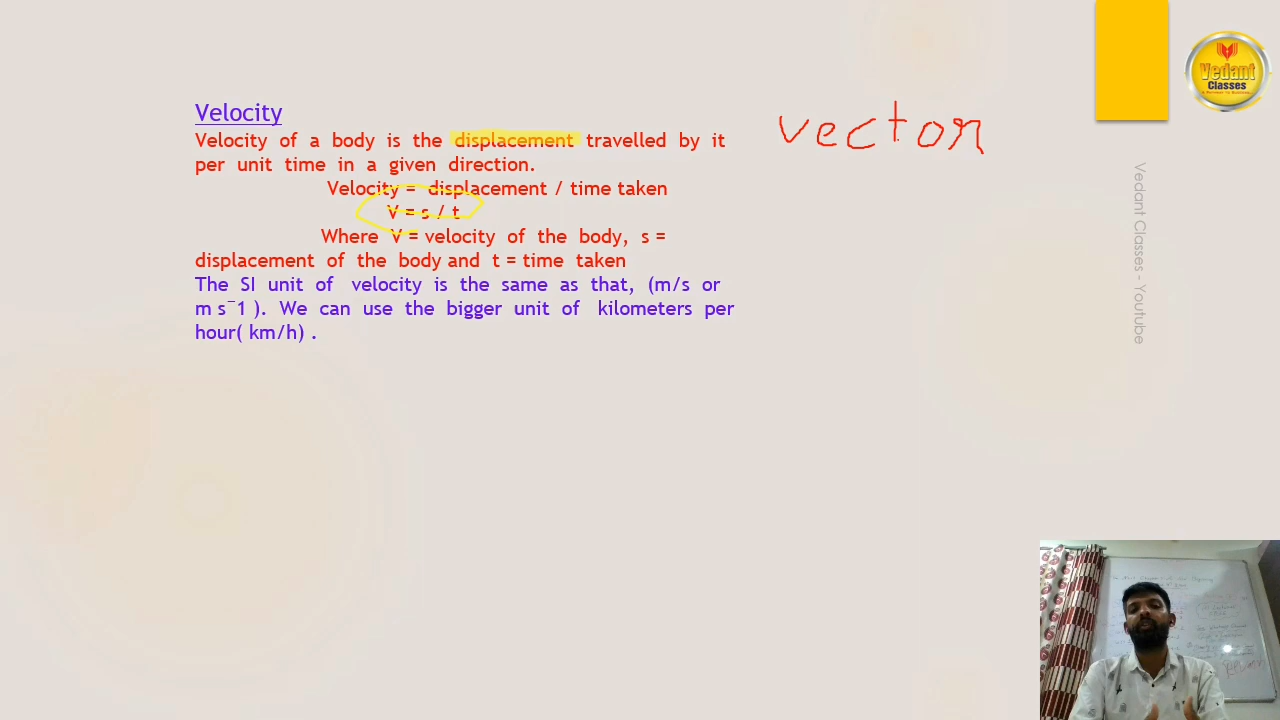 Velocity
Velocity of a body is the displacement travelled by it
per unit time in a given direction.
Velocity = displacement / time taken
V = s / t
Where V = velocity of the body, s =
displacement of the body and t = time taken
The SI unit of velocity is the same as that, (m/s or
m s⁻1 ). We can use the bigger unit of kilometers per
hour( km/h) .
vector
Vedant
Classes
Vedant Classes - Youtube